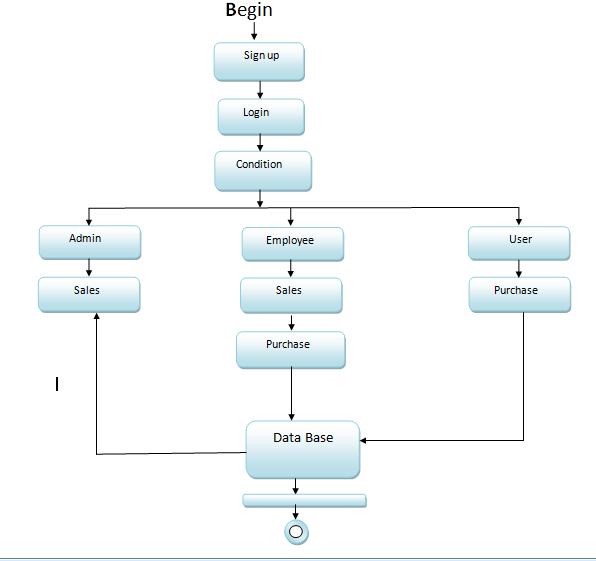 Begin
Sign up
Login
Condition
Admin
Employee
User
Sales
Sales
Purchase
Purchase
Data Base